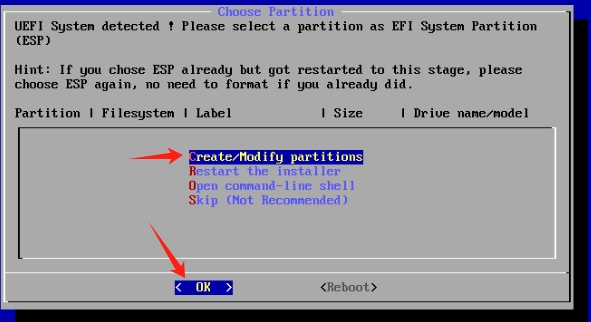 Choose Partition
UEFI System detected ! Please select a partition as EFI System Partition
(ESP)
Hint: If you chose ESP already but got restarted to this stage, please
choose ESP again, no need to format if you already did.
Partition | Filesystem | Label | Size | Drive name/model
Create/Modify partitions
Restart the installer
Open command-line shell
Skip (Not Recommended)
< OK > <Reboot>